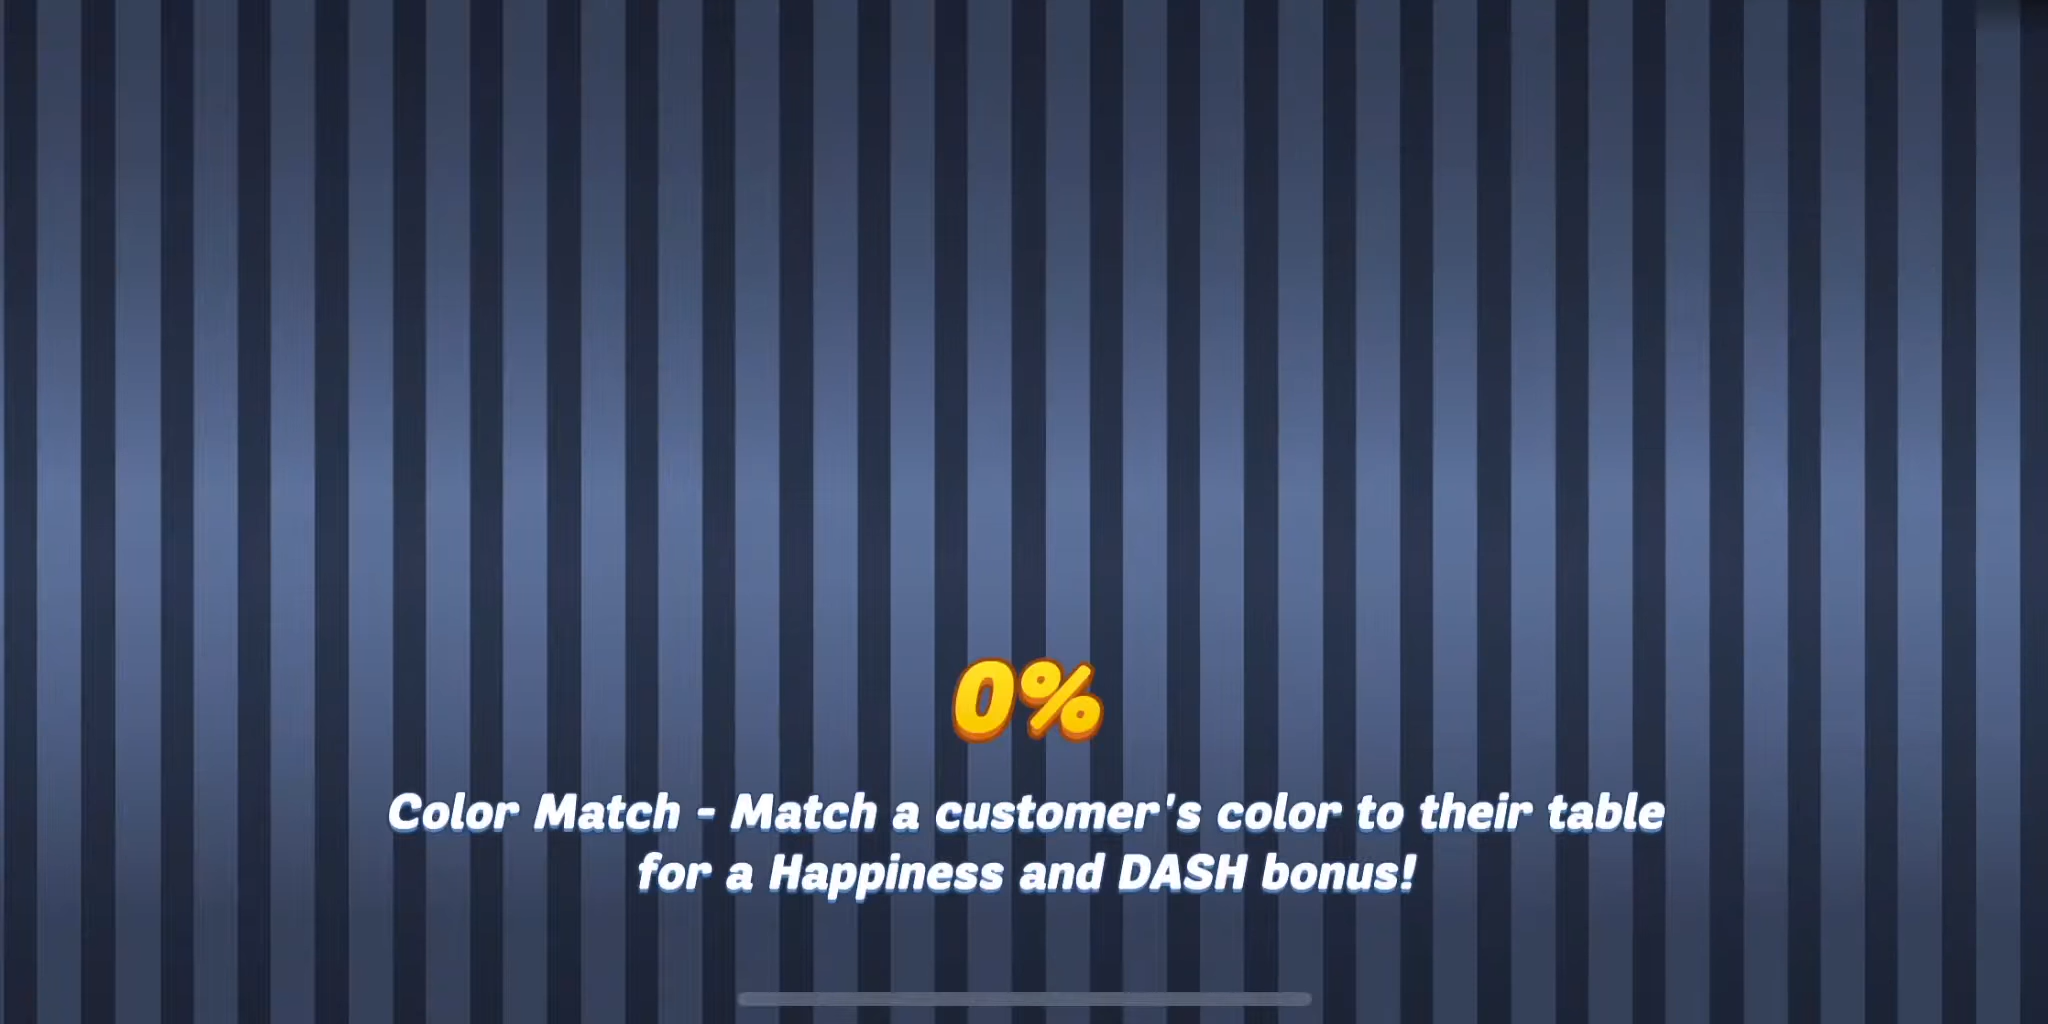 0%
Color Match - Match a customer's color to their table
for a Happiness and DASH bonus!